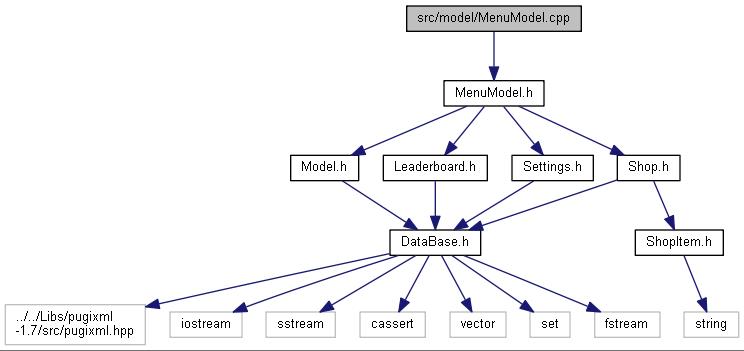 src/model/MenuModel.cpp
MenuModel.h
Model.h
Leaderboard.h
Settings.h
Shop.h
DataBase.h
ShopItem.h
../../Libs/pugixml
-1.7/src/pugixml.hpp
iostream
sstream
cassert
vector
set
fstream
string